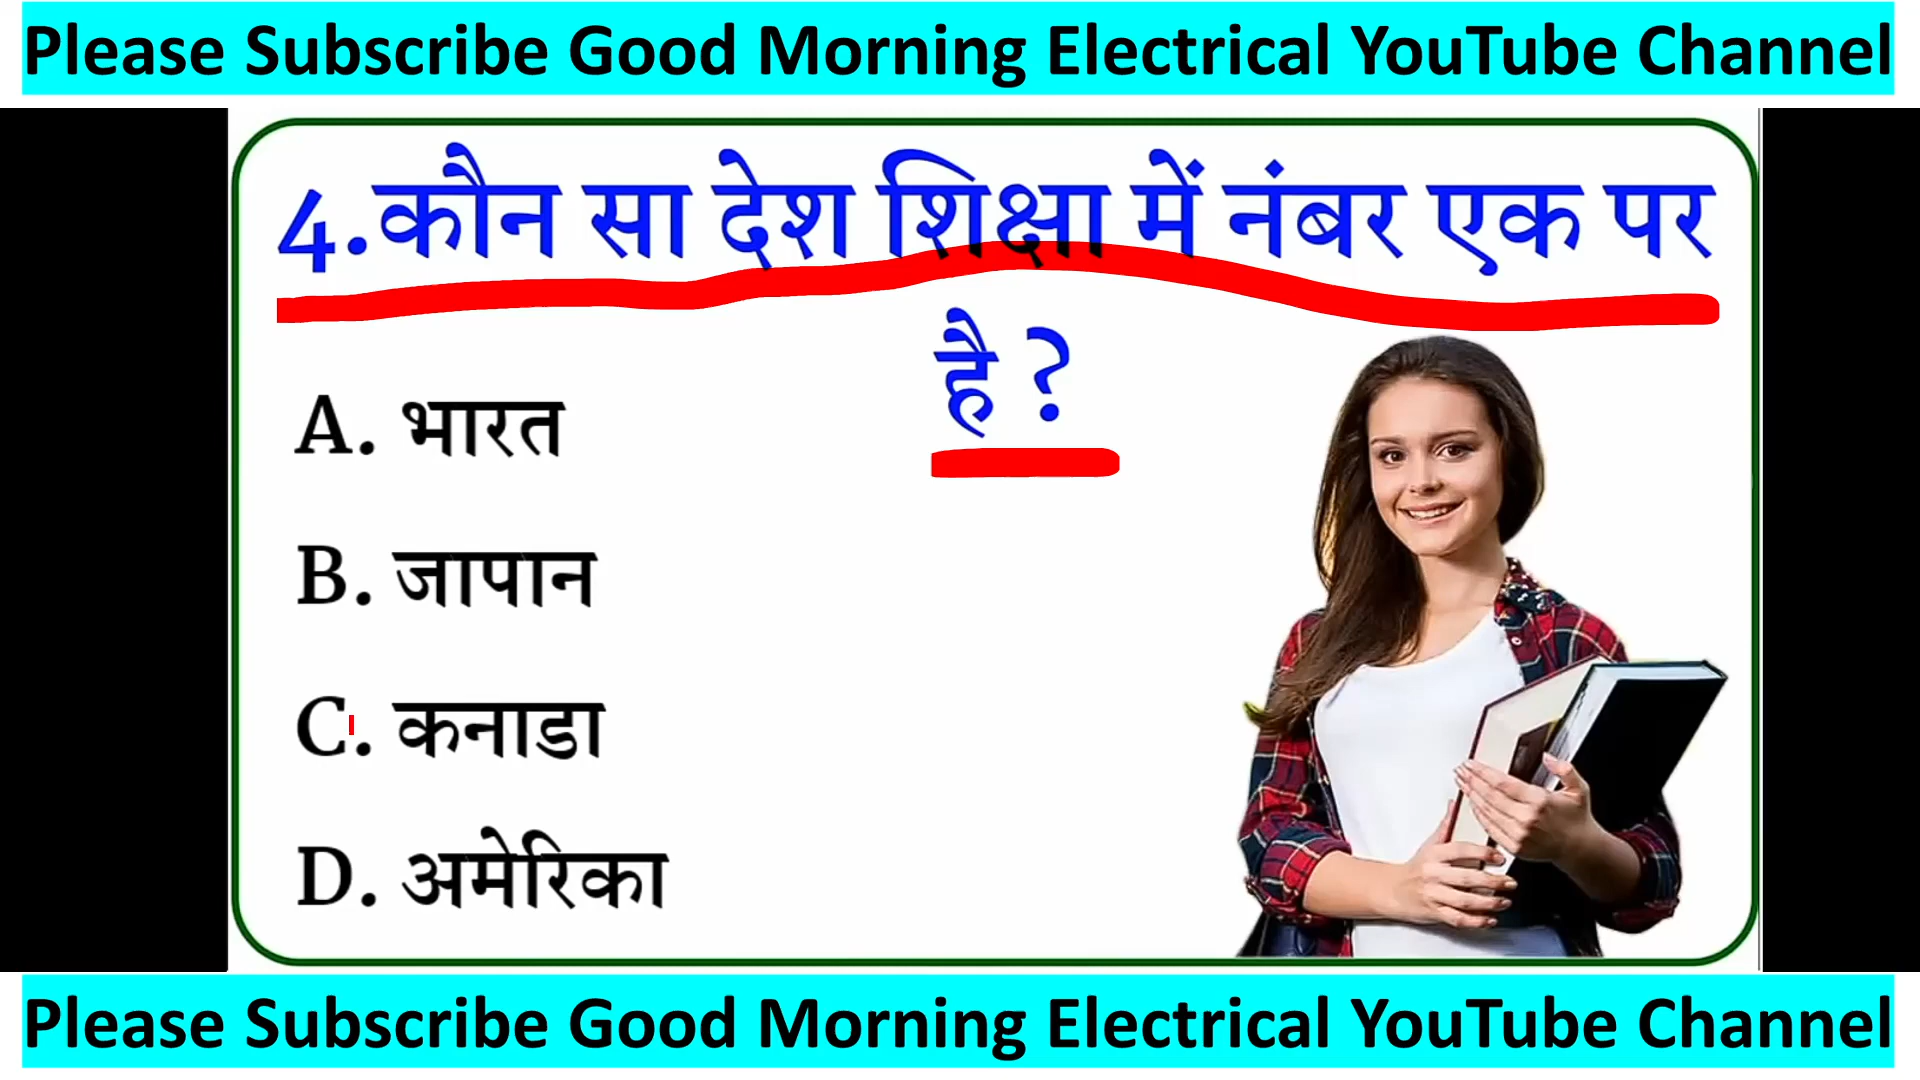 Please Subscribe Good Morning Electrical YouTube Channel
4.कौन सा देश शिक्षा में नंबर एक पर
है ?
A. भारत
B. जापान
C. कनाडा
D. अमेरिका
Please Subscribe Good Morning Electrical YouTube Channel